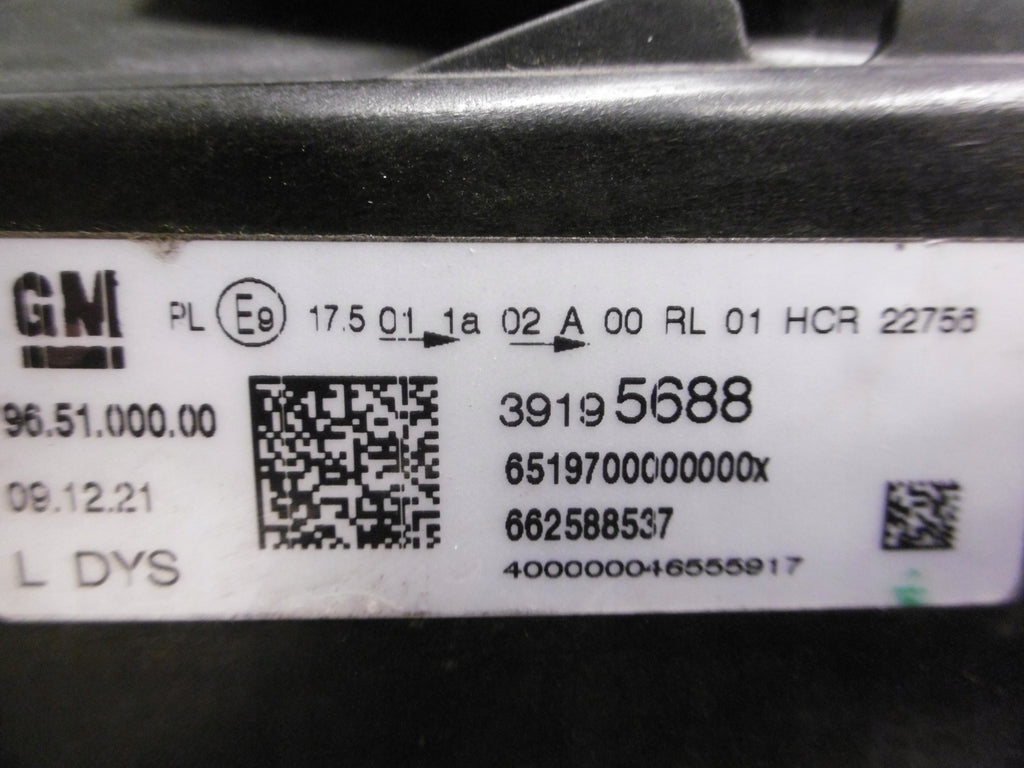 GM
PL E9 17.5 01 1a 02 A 00 RL 01 HCR 22756
96.51.000.00
39195688
6519700000000x
09.12.21
662588537
L DYS
400000046555917